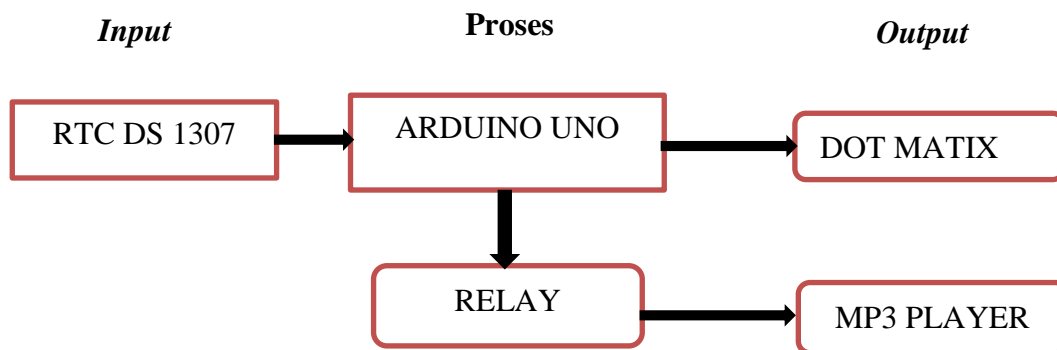 Input
Proses
Output
RTC DS 1307
ARDUINO UNO
DOT MATIX
RELAY
MP3 PLAYER